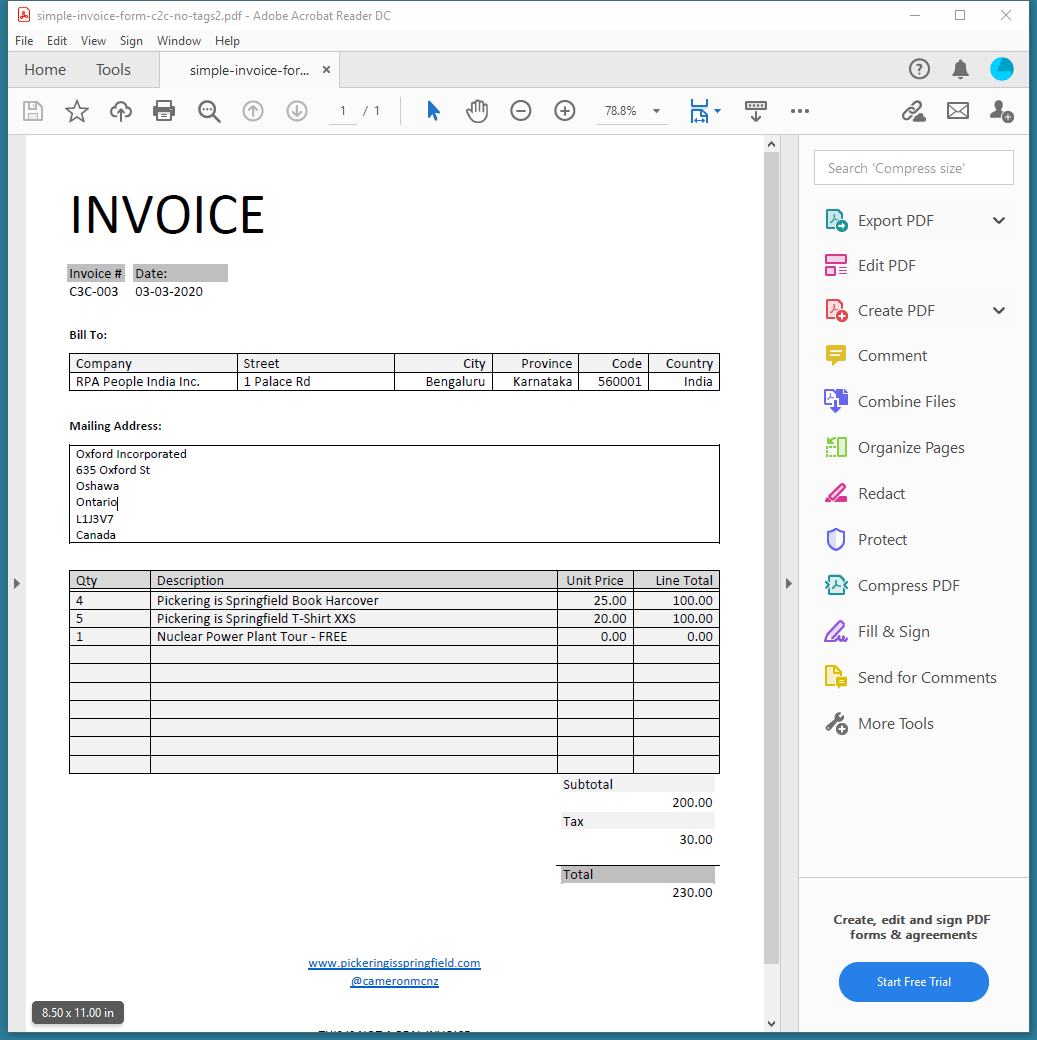 simple-invoice-form-c2c-no-tags2.pdf - Adobe Acrobat Reader DC
File Edit View Sign Window Help
Home Tools simple-invoice-for... ×
1 / 1 78.8%
INVOICE
Invoice # Date:
C3C-003 03-03-2020
Bill To:
Company Street City Province Code Country
RPA People India Inc. 1 Palace Rd Bengaluru Karnataka 560001 India
Mailing Address:
Oxford Incorporated
635 Oxford St
Oshawa
Ontario
L1J3V7
Canada
Qty Description Unit Price Line Total
4 Pickering is Springfield Book Harcover 25.00 100.00
5 Pickering is Springfield T-Shirt XXS 20.00 100.00
1 Nuclear Power Plant Tour - FREE 0.00 0.00
Subtotal
200.00
Tax
30.00
Total
230.00
www.pickeringisspringfield.com
@cameronmcnz
THIS IS NOT A REAL INVOICE
8.50 x 11.00 in
Search 'Compress size'
Export PDF
Edit PDF
Create PDF
Comment
Combine Files
Organize Pages
Redact
Protect
Compress PDF
Fill & Sign
Send for Comments
More Tools
Create, edit and sign PDF
forms & agreements
Start Free Trial